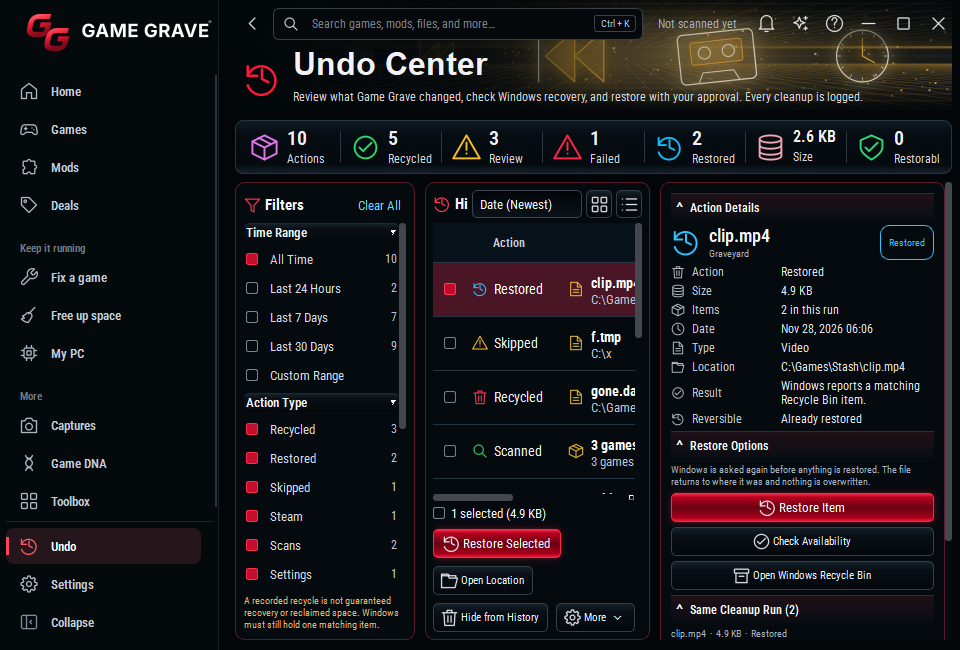 GAME GRAVE
Search games, mods, files, and more...
Ctrl + K
Not scanned yet
Undo Center
Review what Game Grave changed, check Windows recovery, and restore with your approval. Every cleanup is logged.
Home
Games
Mods
Deals
Keep it running
Fix a game
Free up space
My PC
More
Captures
Game DNA
Toolbox
Undo
Settings
Collapse
10
Actions
5
Recycled
3
Review
1
Failed
2
Restored
2.6 KB
Size
0
Restorabl
Filters
Clear All
Time Range
All Time 10
Last 24 Hours 2
Last 7 Days 7
Last 30 Days 9
Custom Range
Action Type
Recycled 3
Restored 2
Skipped 1
Steam 1
Scans 2
Settings 1
A recorded recycle is not guaranteed
recovery or reclaimed space. Windows
must still hold one matching item.
Hi
Date (Newest)
Action
Restored
clip.mp4
C:\Game
Skipped
f.tmp
C:\x
Recycled
gone.da
C:\Game
Scanned
3 games
3 games
1 selected (4.9 KB)
Restore Selected
Open Location
Hide from History
More
Action Details
clip.mp4
Graveyard
Restored
Action Restored
Size 4.9 KB
Items 2 in this run
Date Nov 28, 2026 06:06
Type Video
Location C:\Games\Stash\clip.mp4
Result Windows reports a matching
Recycle Bin item.
Reversible Already restored
Restore Options
Windows is asked again before anything is restored. The file
returns to where it was and nothing is overwritten.
Restore Item
Check Availability
Open Windows Recycle Bin
Same Cleanup Run (2)
clip.mp4 · 4.9 KB · Restored